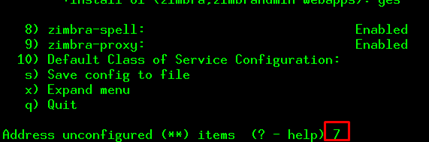 *Install UI (zimbra,zimbraAdmin webapps): yes
8) zimbra-spell: Enabled
9) zimbra-proxy: Enabled
10) Default Class of Service Configuration:
s) Save config to file
x) Expand menu
q) Quit
Address unconfigured (**) items (? - help) 7